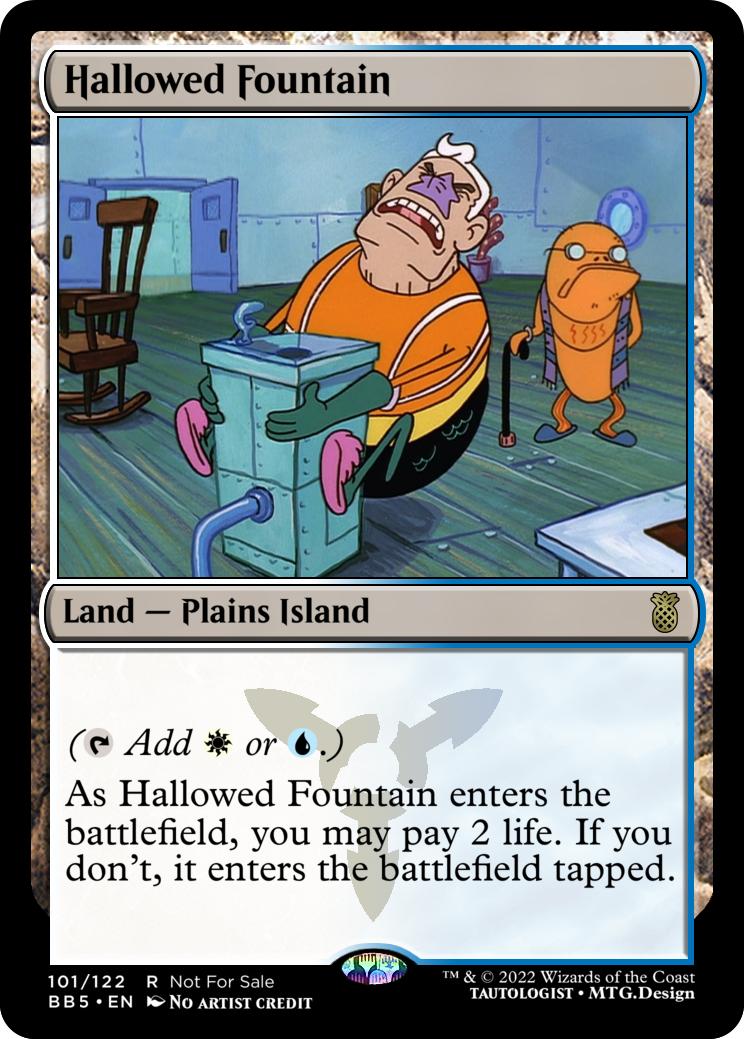 Hallowed Fountain
Land — Plains Island
( Add or .)
As Hallowed Fountain enters the
battlefield, you may pay 2 life. If you
don't, it enters the battlefield tapped.
101/122 R Not For Sale
BB5 • EN NO ARTIST CREDIT
™ & © 2022 Wizards of the Coast
TAUTOLOGIST • MTG.Design